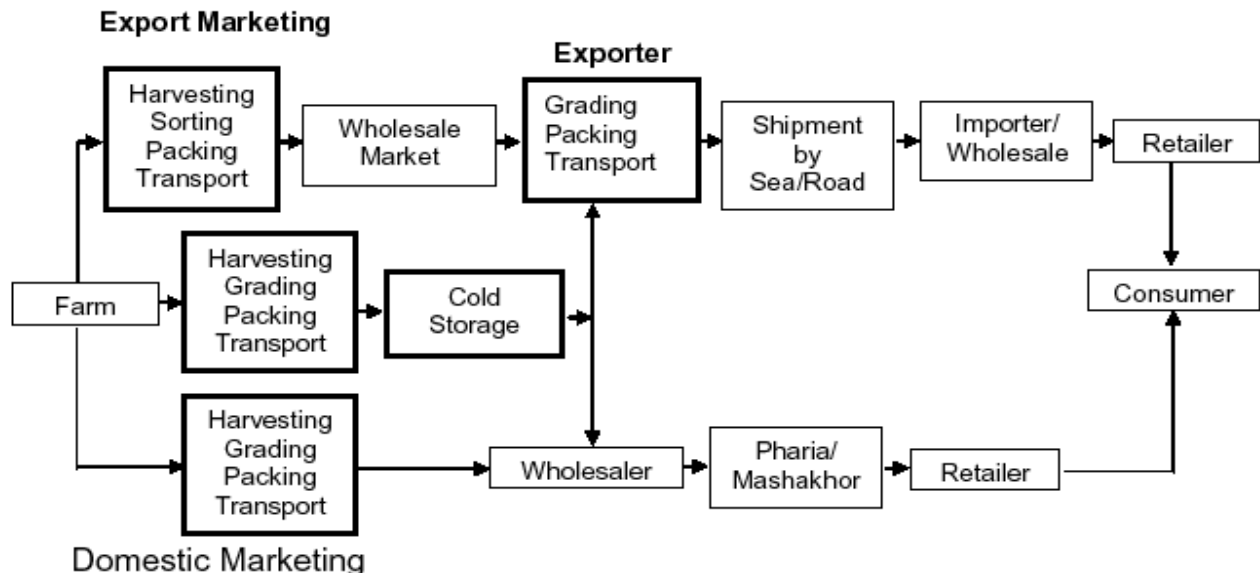 Export Marketing
Exporter
Harvesting
Sorting
Packing
Transport
Wholesale
Market
Grading
Packing
Transport
Shipment
by
Sea/Road
Importer/
Wholesale
Retailer
Farm
Harvesting
Grading
Packing
Transport
Cold
Storage
Consumer
Harvesting
Grading
Packing
Transport
Wholesaler
Pharia/
Mashakhor
Retailer
Domestic Marketing